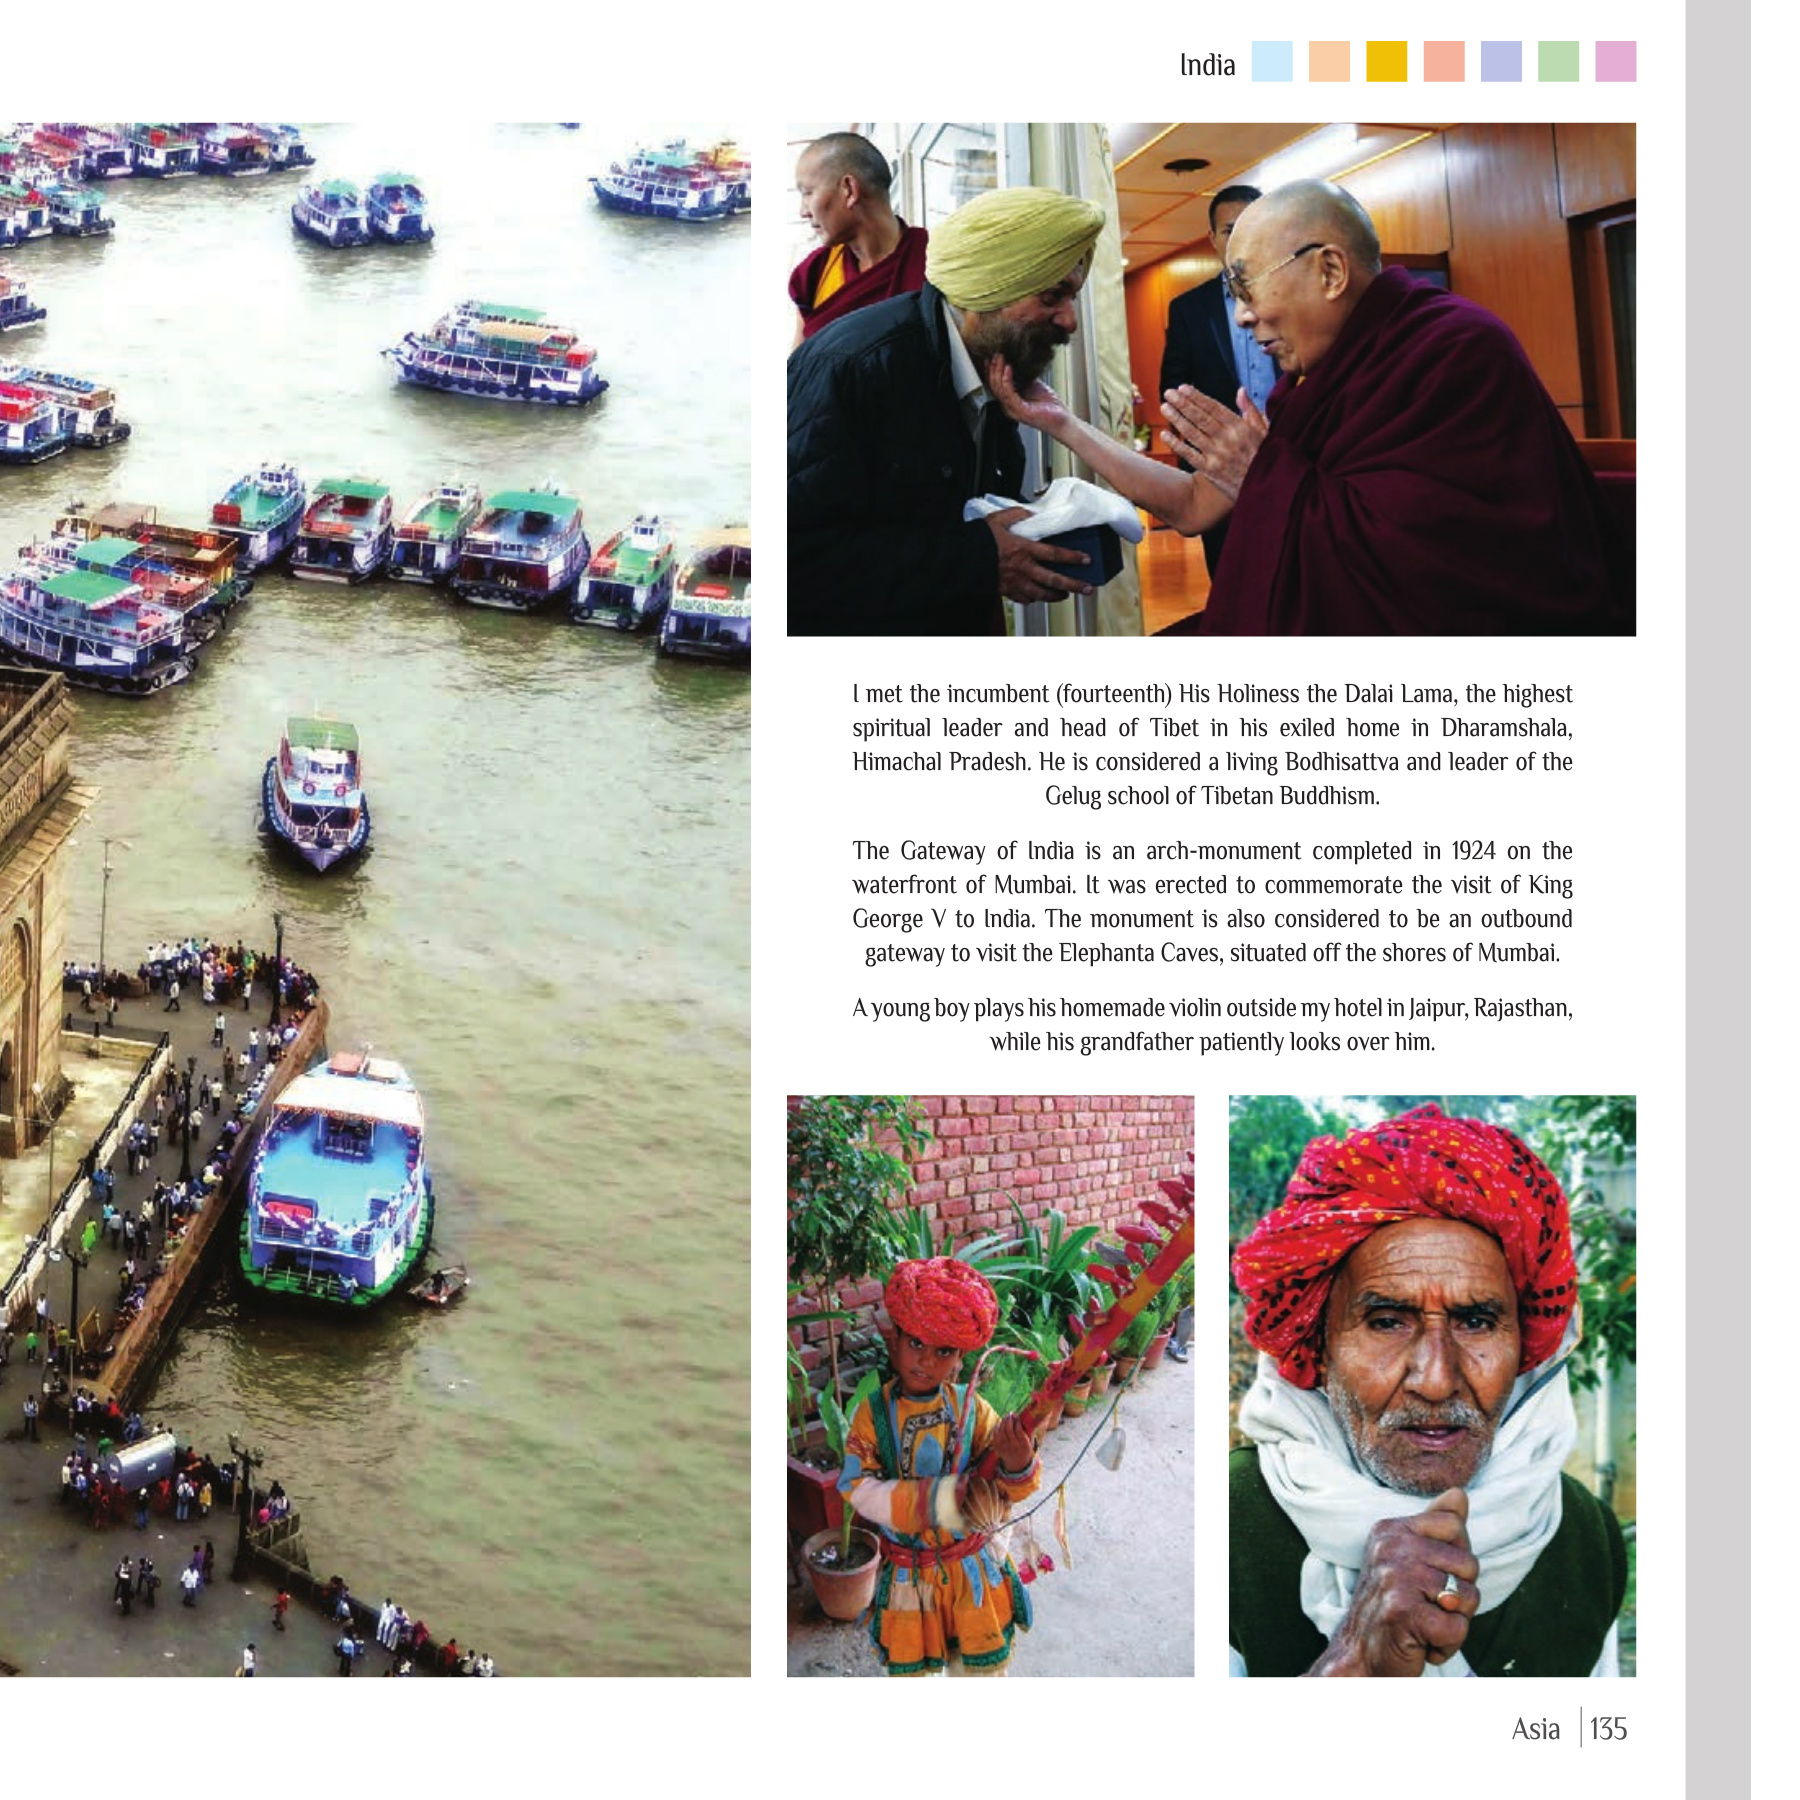 India
I met the incumbent (fourteenth) His Holiness the Dalai Lama, the highest
spiritual leader and head of Tibet in his exiled home in Dharamshala,
Himachal Pradesh. He is considered a living Bodhisattva and leader of the
Gelug school of Tibetan Buddhism.
The Gateway of India is an arch-monument completed in 1924 on the
waterfront of Mumbai. It was erected to commemorate the visit of King
George V to India. The monument is also considered to be an outbound
gateway to visit the Elephanta Caves, situated off the shores of Mumbai.
A young boy plays his homemade violin outside my hotel in Jaipur, Rajasthan,
while his grandfather patiently looks over him.
Asia 135